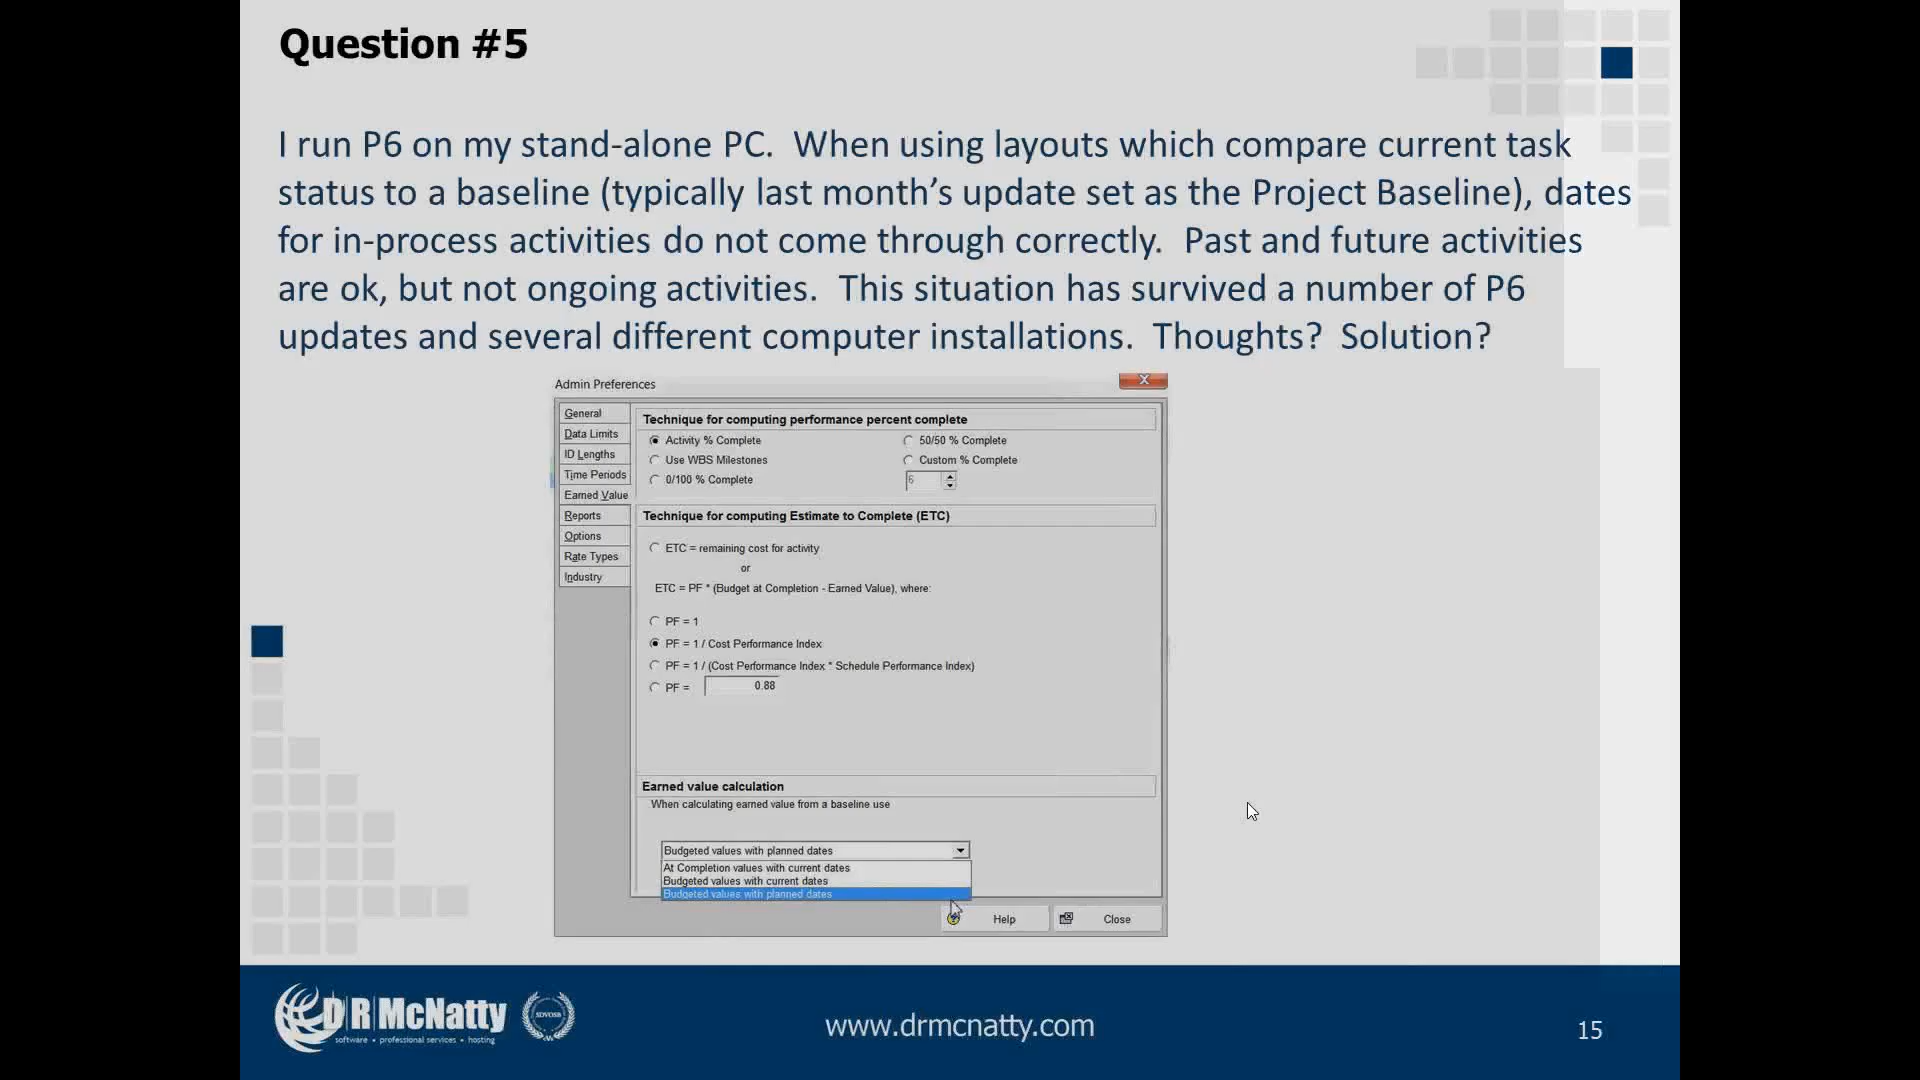 Question #5
I run P6 on my stand-alone PC.  When using layouts which compare current task
status to a baseline (typically last month’s update set as the Project Baseline), dates
for in-process activities do not come through correctly.  Past and future activities
are ok, but not ongoing activities.  This situation has survived a number of P6
updates and several different computer installations.  Thoughts?  Solution?
Admin Preferences
General
Data Limits
ID Lengths
Time Periods
Earned Value
Reports
Options
Rate Types
Industry
Technique for computing performance percent complete
Activity % Complete
50/50 % Complete
Use WBS Milestones
Custom % Complete
0/100 % Complete
6
Technique for computing Estimate to Complete (ETC)
ETC = remaining cost for activity
or
ETC = PF * (Budget at Completion - Earned Value), where:
PF = 1
PF = 1 / Cost Performance Index
PF = 1 / (Cost Performance Index * Schedule Performance Index)
PF = 0.88
Earned value calculation
When calculating earned value from a baseline use
Budgeted values with planned dates
At Completion values with current dates
Budgeted values with current dates
Budgeted values with planned dates
Help
Close
DR McNatty
software • professional services • hosting
SDVOSB
www.drmcnatty.com
15